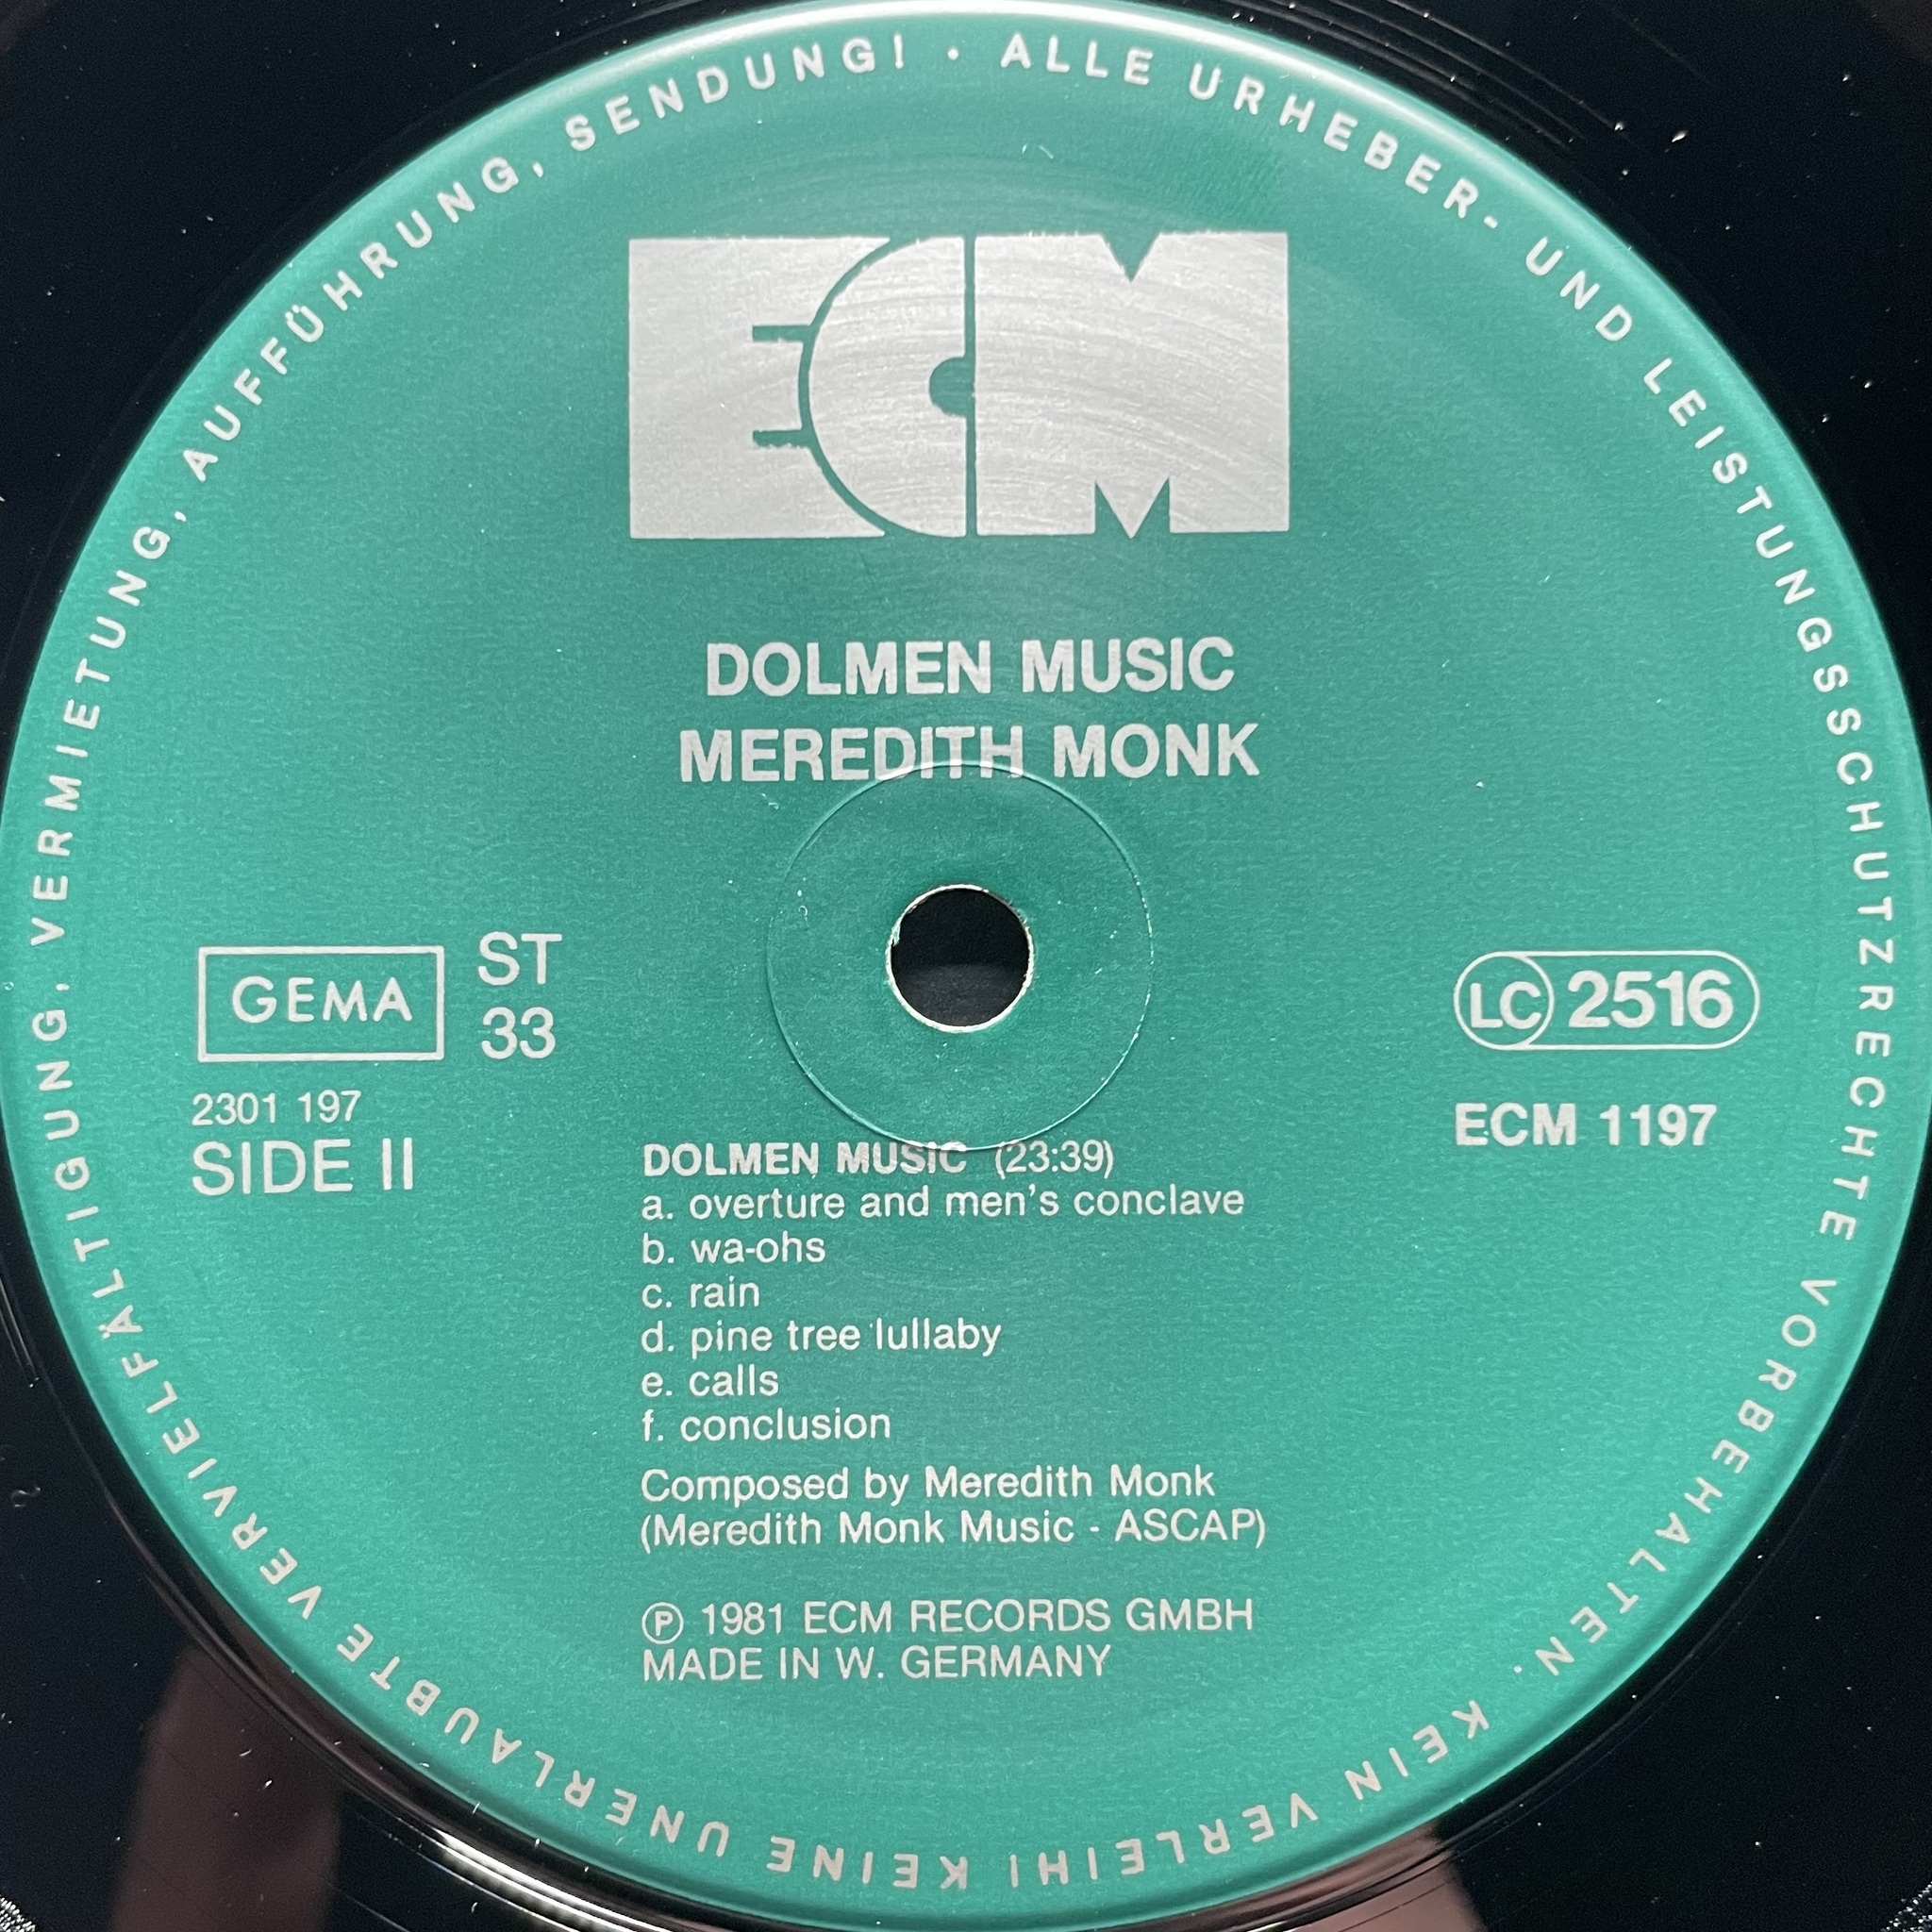 ALLE URHEBER- UND LEISTUNGSSCHUTZRECHTE VORBEHALTEN. KEIN VERLEIH! KEINE UNERLAUBTE VERVIELFÄLTIGUNG, VERMIETUNG, AUFFÜHRUNG, SENDUNG! ·
ECM
DOLMEN MUSIC
MEREDITH MONK
GEMA
ST
33
LC 2516
2301 197
SIDE II
ECM 1197
DOLMEN MUSIC (23:39)
a. overture and men's conclave
b. wa-ohs
c. rain
d. pine tree lullaby
e. calls
f. conclusion
Composed by Meredith Monk
(Meredith Monk Music - ASCAP)
Ⓟ 1981 ECM RECORDS GMBH
MADE IN W. GERMANY